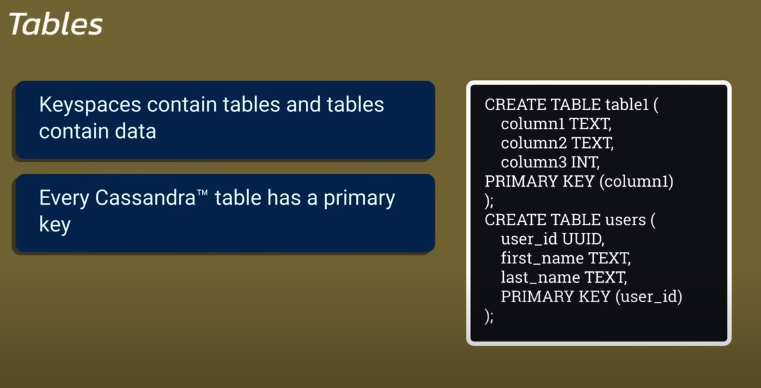 Tables
Keyspaces contain tables and tables
contain data
Every Cassandra™ table has a primary
key
CREATE TABLE table1 (
column1 TEXT,
column2 TEXT,
column3 INT,
PRIMARY KEY (column1)
);
CREATE TABLE users (
user_id UUID,
first_name TEXT,
last_name TEXT,
PRIMARY KEY (user_id)
);